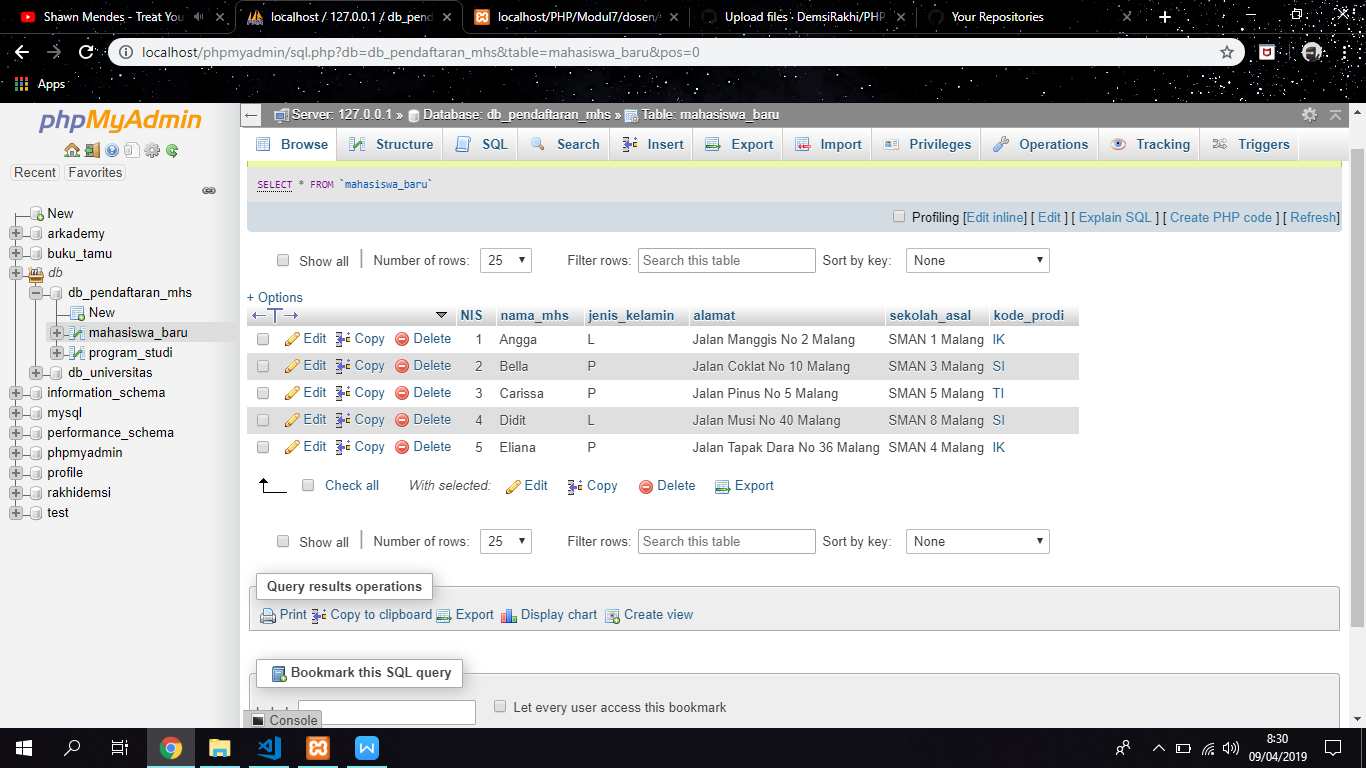 Shawn Mendes - Treat You
localhost / 127.0.0.1 / db_pend
localhost/PHP/Modul7/dosen/
Upload files · DemsiRakhi/PHP
Your Repositories
localhost/phpmyadmin/sql.php?db=db_pendaftaran_mhs&table=mahasiswa_baru&pos=0
Apps
phpMyAdmin
Recent Favorites
New
arkademy
buku_tamu
db
db_pendaftaran_mhs
New
mahasiswa_baru
program_studi
db_universitas
information_schema
mysql
performance_schema
phpmyadmin
profile
rakhidemsi
test
Server: 127.0.0.1 » Database: db_pendaftaran_mhs » Table: mahasiswa_baru
Browse Structure SQL Search Insert Export Import Privileges Operations Tracking Triggers
SELECT * FROM `mahasiswa_baru`
Profiling [Edit inline] [ Edit ] [ Explain SQL ] [ Create PHP code ] [ Refresh]
Show all | Number of rows: 25 Filter rows: Search this table Sort by key: None
+ Options
NIS nama_mhs jenis_kelamin alamat sekolah_asal kode_prodi
Edit Copy Delete 1 Angga L Jalan Manggis No 2 Malang SMAN 1 Malang IK
Edit Copy Delete 2 Bella P Jalan Coklat No 10 Malang SMAN 3 Malang SI
Edit Copy Delete 3 Carissa P Jalan Pinus No 5 Malang SMAN 5 Malang TI
Edit Copy Delete 4 Didit L Jalan Musi No 40 Malang SMAN 8 Malang SI
Edit Copy Delete 5 Eliana P Jalan Tapak Dara No 36 Malang SMAN 4 Malang IK
Check all With selected: Edit Copy Delete Export
Show all | Number of rows: 25 Filter rows: Search this table Sort by key: None
Query results operations
Print Copy to clipboard Export Display chart Create view
Bookmark this SQL query
Let every user access this bookmark
Console
8:30
09/04/2019